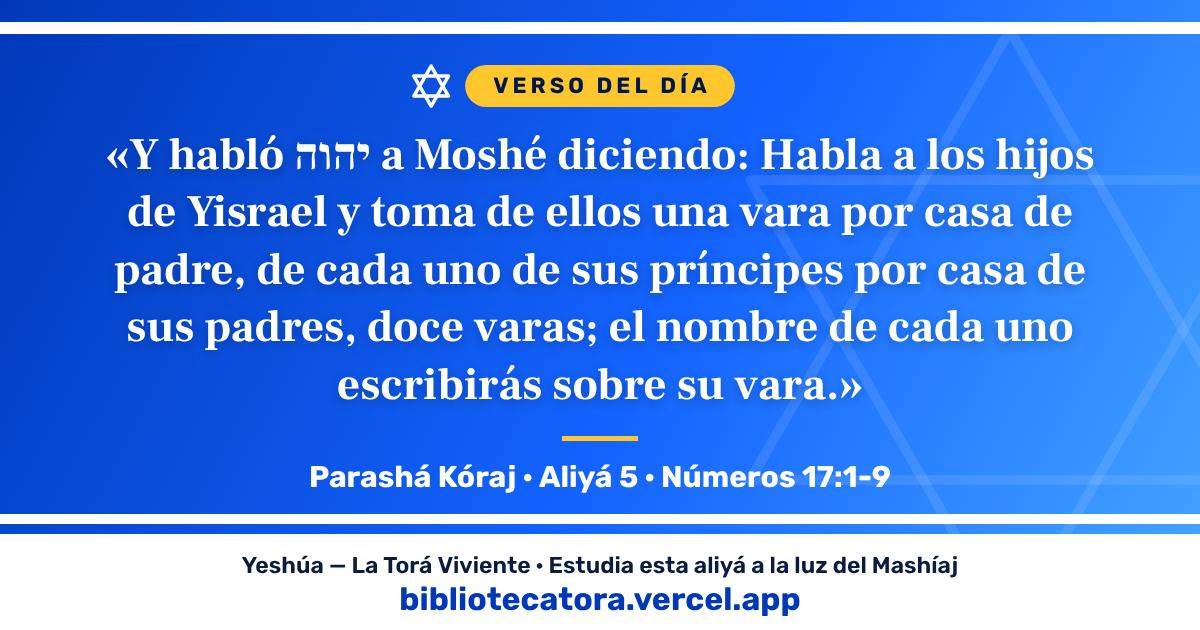 VERSO DEL DÍA
«Y habló יהוה a Moshé diciendo: Habla a los hijos
de Yisrael y toma de ellos una vara por casa de
padre, de cada uno de sus príncipes por casa de
sus padres, doce varas; el nombre de cada uno
escribirás sobre su vara.»
Parashá Kóraj • Aliyá 5 • Números 17:1-9
Yeshúa — La Torá Viviente • Estudia esta aliyá a la luz del Mashíaj
bibliotecatora.vercel.app